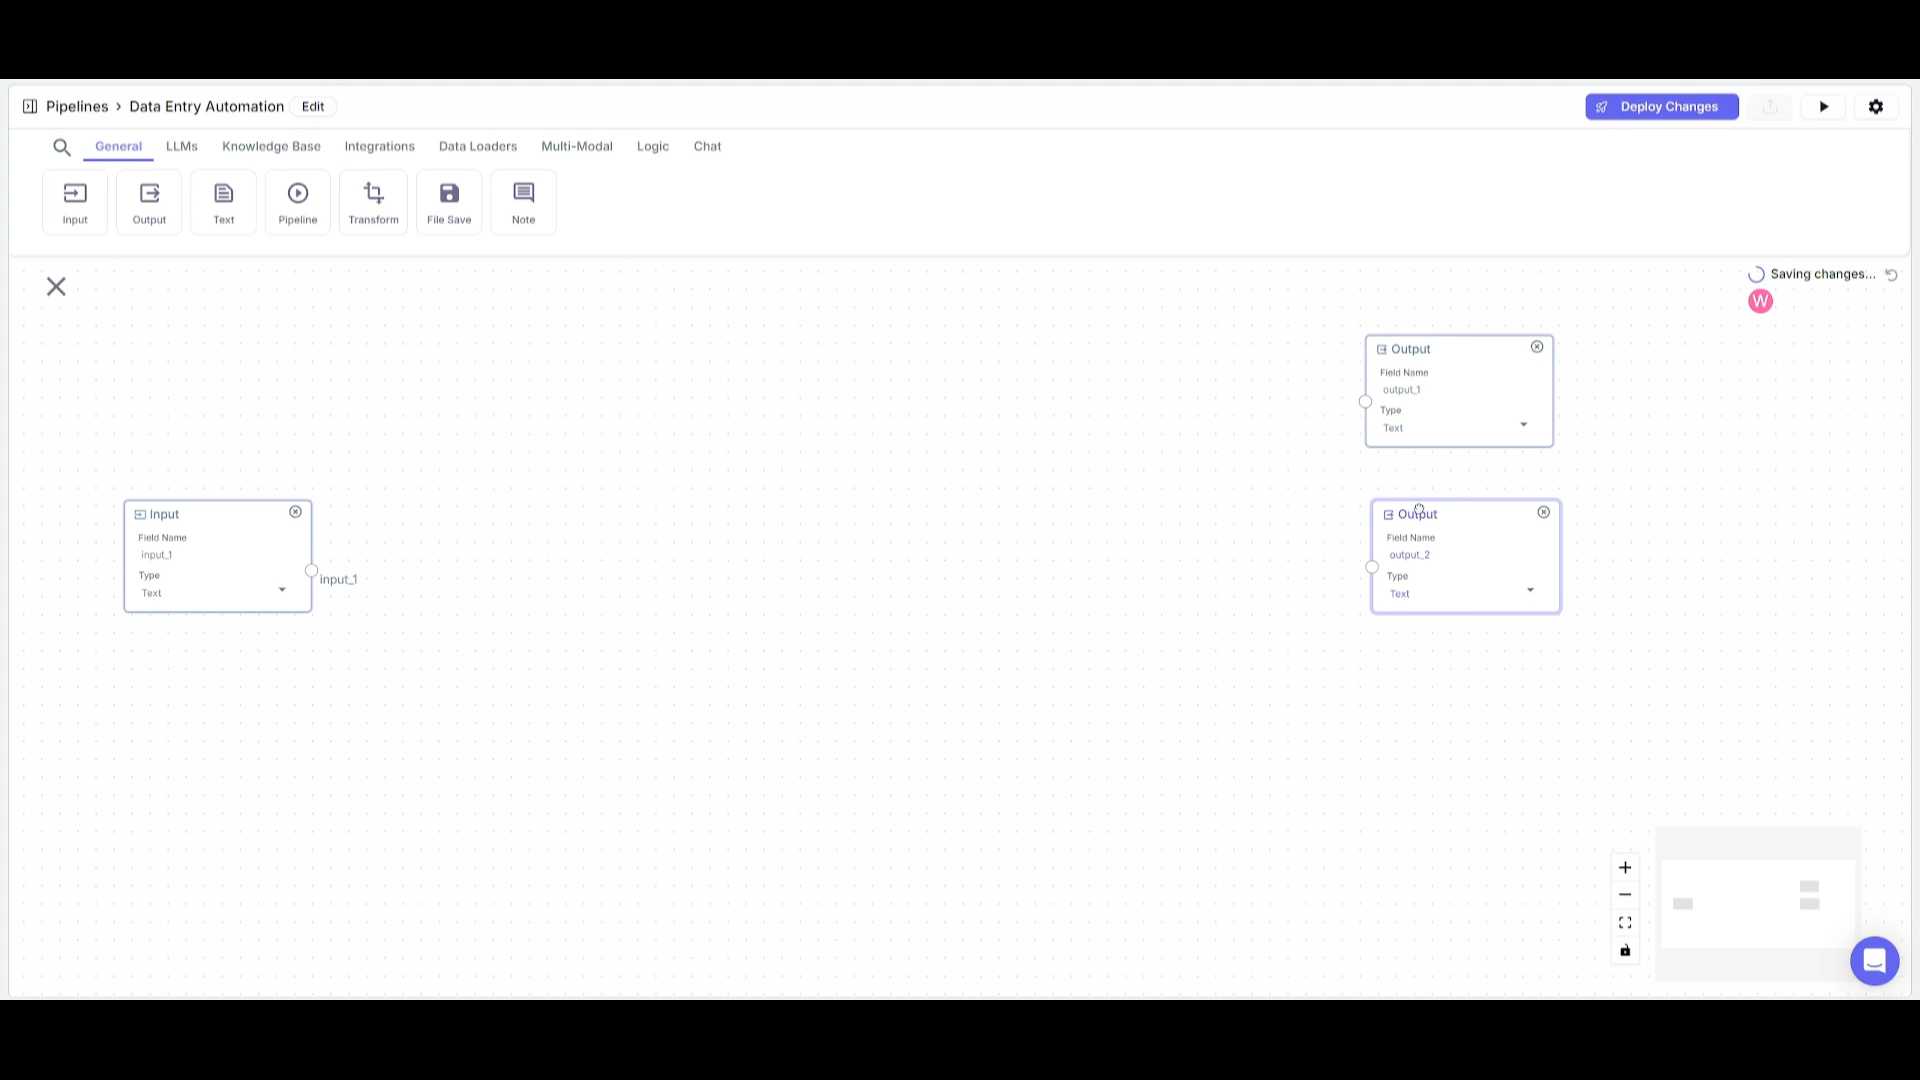 Pipelines > Data Entry Automation Edit
Deploy Changes
General LLMs Knowledge Base Integrations Data Loaders Multi-Modal Logic Chat
Input Output Text Pipeline Transform File Save Note
Saving changes...
W
Output
Field Name
output_1
Type
Text
Input
Field Name
input_1
Type
Text
input_1
Output
Field Name
output_2
Type
Text